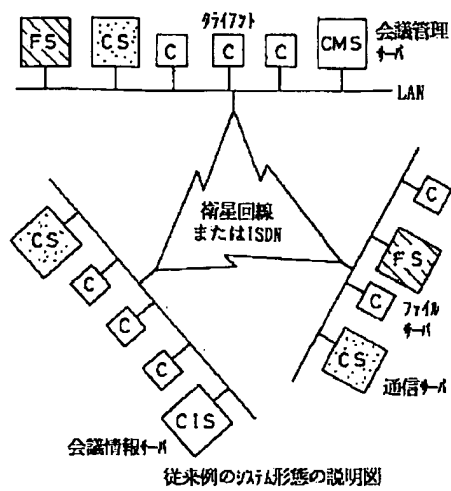 クライアント
会議管理
サーバ
FS
CS
C
C
C
CMS
LAN
衛星回線
またはISDN
C
CS
FS
C
C
ファイル
サーバ
C
CS
通信サーバ
C
CIS
会議情報サーバ
従来例のシステム形態の説明図